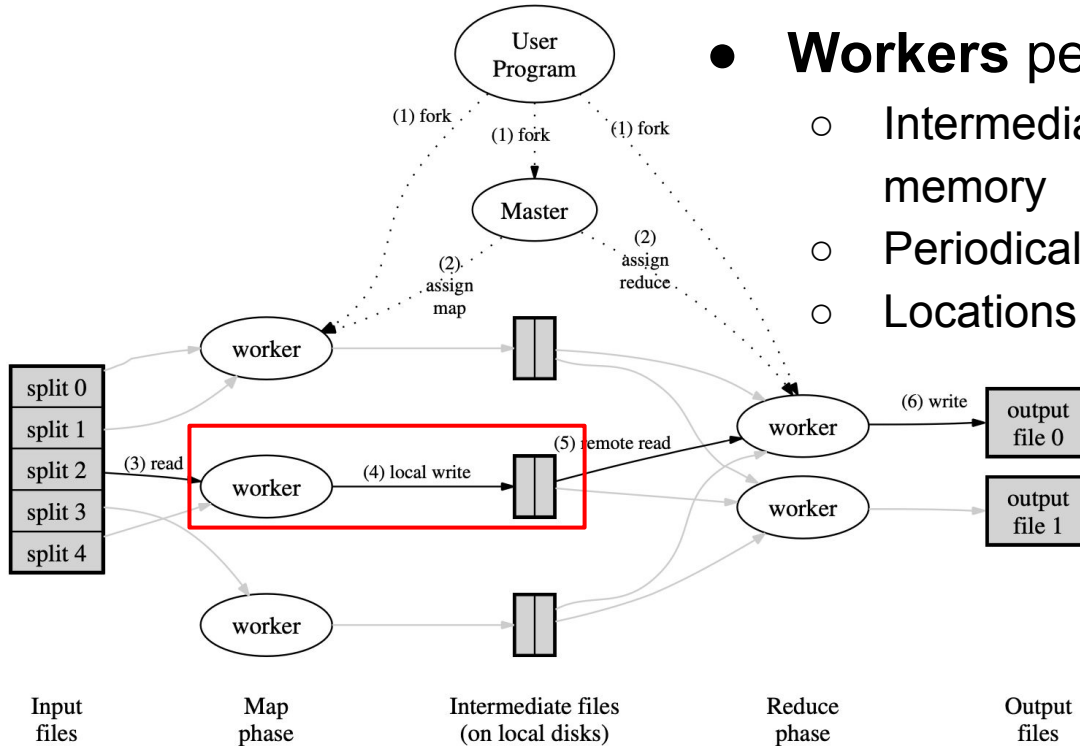 User
Program
(1) fork
(1) fork
(1) fork
Master
(2)
assign
map
(2)
assign
reduce
worker
split 0
split 1
split 2
split 3
split 4
(3) read
worker
(4) local write
(5) remote read
worker
worker
worker
(6) write
output
file 0
output
file 1
Input
files
Map
phase
Intermediate files
(on local disks)
Reduce
phase
Output
files
● Workers pe
○ Intermedia
memory
○ Periodical
○ Locations